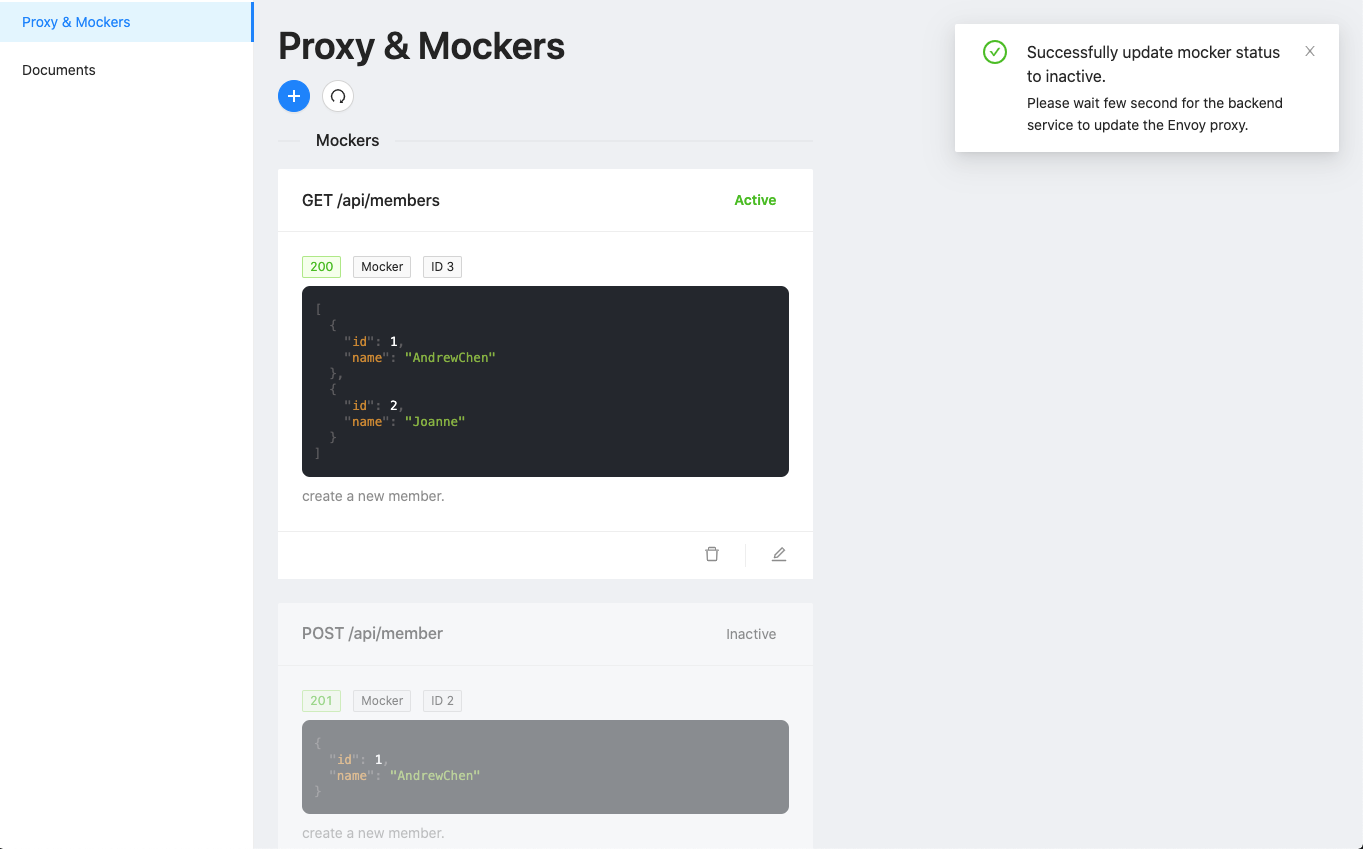 Proxy & Mockers
Documents
Proxy & Mockers
Mockers
GET /api/members
Active
200 Mocker ID 3
[
  {
    "id": 1,
    "name": "AndrewChen"
  },
  {
    "id": 2,
    "name": "Joanne"
  }
]
create a new member.
POST /api/member
Inactive
201 Mocker ID 2
{
  "id": 1,
  "name": "AndrewChen"
}
create a new member.
Successfully update mocker status
to inactive.
Please wait few second for the backend
service to update the Envoy proxy.